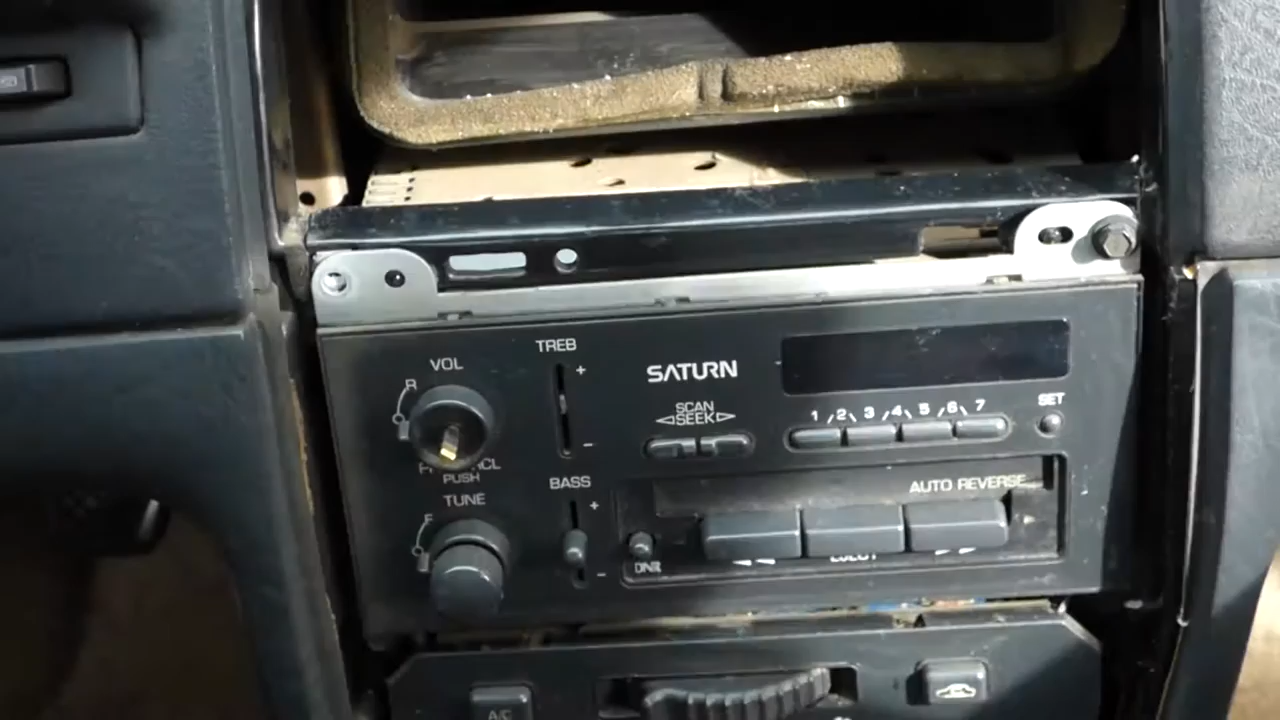 VOL
TREB
+
SATURN
R
SCAN
SEEK
1 2 3 4 5 6 7
SET
−
PUSH
TUNE
BASS
+
AUTO REVERSE
F
DNR
EJECT
−
A/C